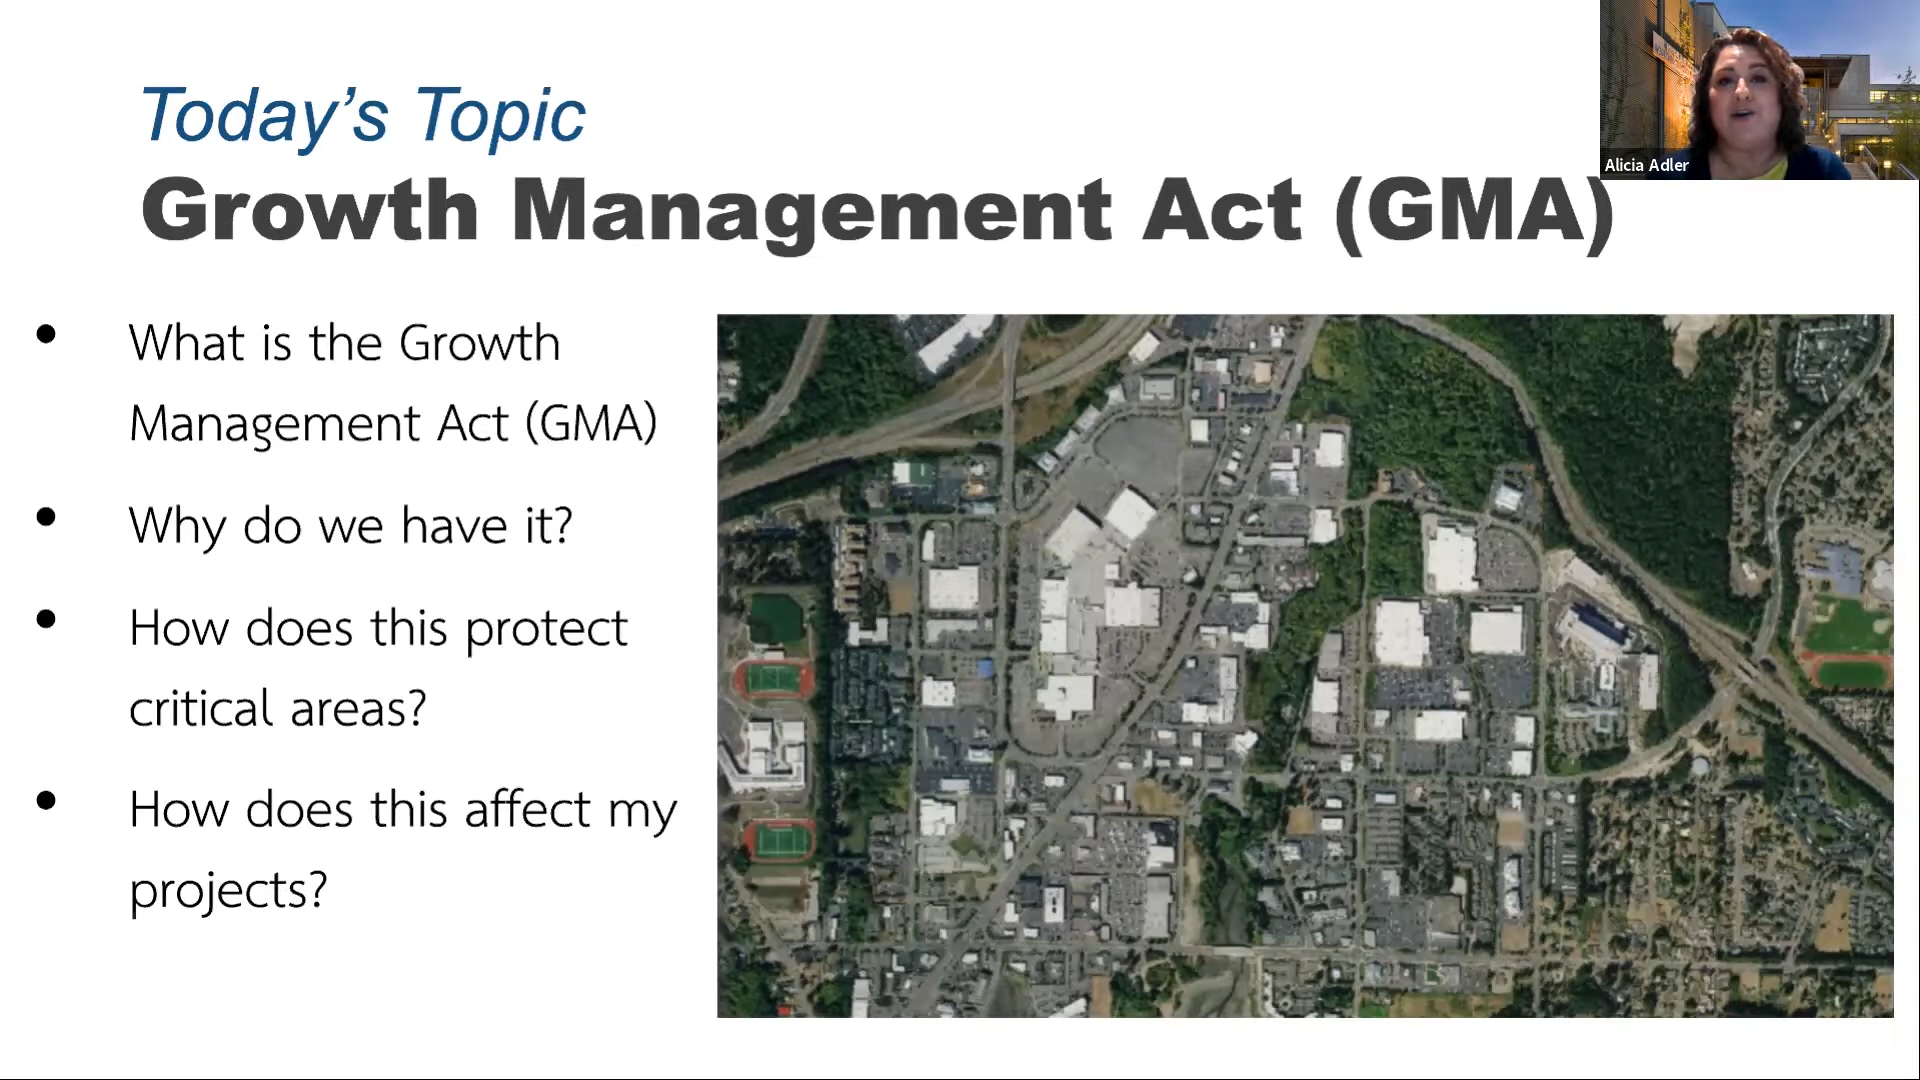 Today's Topic
Growth Management Act (GMA)
Alicia Adler
• What is the Growth
Management Act (GMA)
• Why do we have it?
• How does this protect
critical areas?
• How does this affect my
projects?